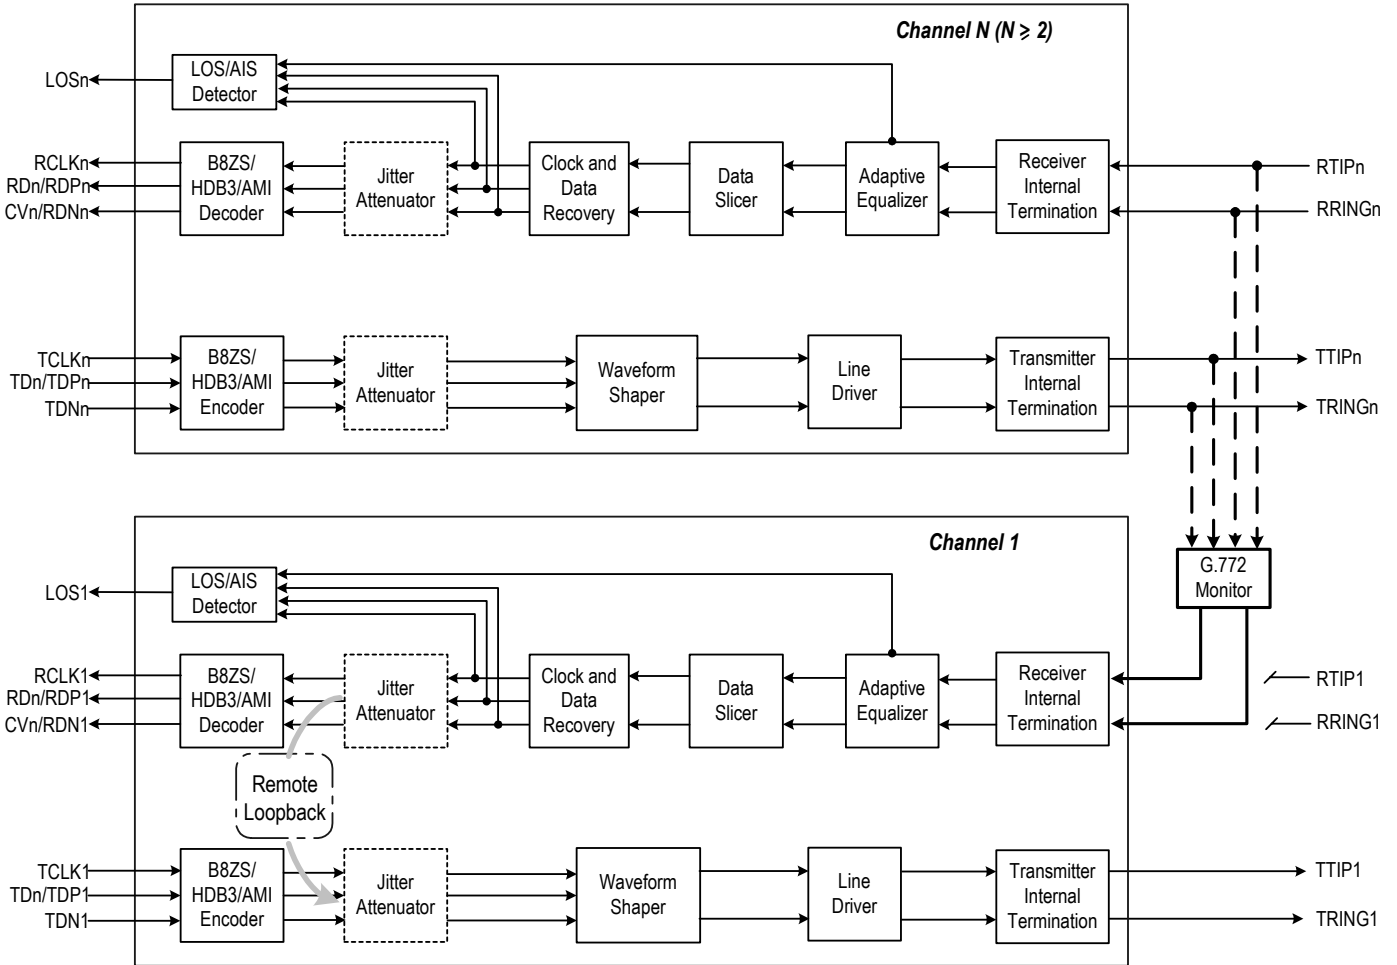 Channel N (N ≥ 2)
LOSn
LOS/AIS
Detector
RCLKn
RDn/RDPn
CVn/RDNn
B8ZS/
HDB3/AMI
Decoder
Jitter
Attenuator
Clock and
Data
Recovery
Data
Slicer
Adaptive
Equalizer
Receiver
Internal
Termination
RTIPn
RRINGn
TCLKn
TDn/TDPn
TDNn
B8ZS/
HDB3/AMI
Encoder
Jitter
Attenuator
Waveform
Shaper
Line
Driver
Transmitter
Internal
Termination
TTIPn
TRINGn
Channel 1
G.772
Monitor
LOS1
LOS/AIS
Detector
RCLK1
RDn/RDP1
CVn/RDN1
B8ZS/
HDB3/AMI
Decoder
Jitter
Attenuator
Clock and
Data
Recovery
Data
Slicer
Adaptive
Equalizer
Receiver
Internal
Termination
RTIP1
RRING1
Remote
Loopback
TCLK1
TDn/TDP1
TDN1
B8ZS/
HDB3/AMI
Encoder
Jitter
Attenuator
Waveform
Shaper
Line
Driver
Transmitter
Internal
Termination
TTIP1
TRING1